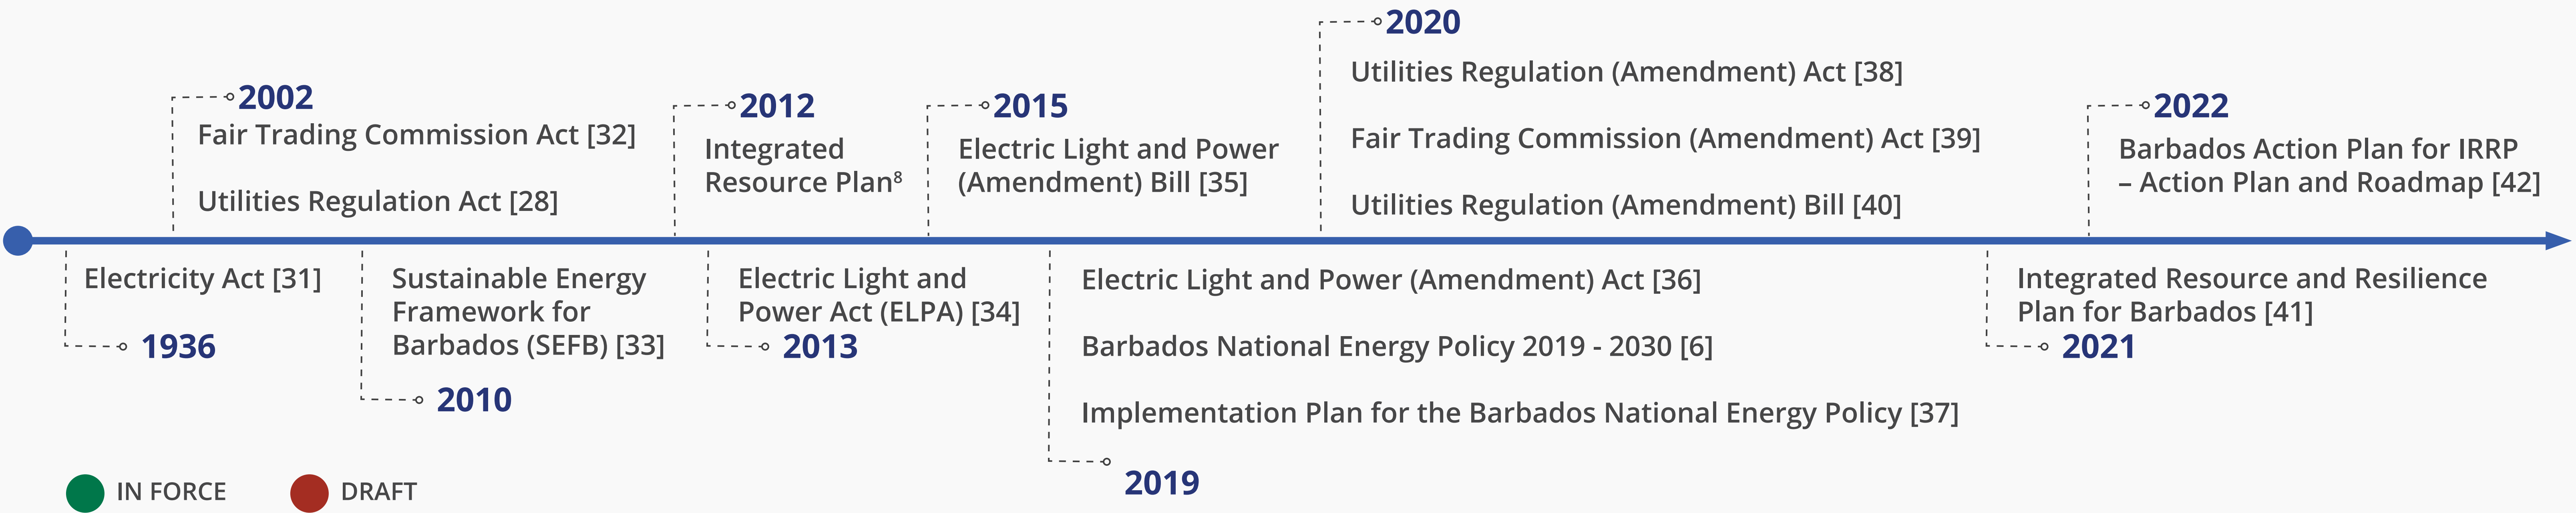 2002
Fair Trading Commission Act [32]
Utilities Regulation Act [28]
2012
Integrated
Resource Plan⁸
2015
Electric Light and Power
(Amendment) Bill [35]
2020
Utilities Regulation (Amendment) Act [38]
Fair Trading Commission (Amendment) Act [39]
Utilities Regulation (Amendment) Bill [40]
2022
Barbados Action Plan for IRRP
– Action Plan and Roadmap [42]
Electricity Act [31]
1936
Sustainable Energy
Framework for
Barbados (SEFB) [33]
2010
Electric Light and
Power Act (ELPA) [34]
2013
Electric Light and Power (Amendment) Act [36]
Barbados National Energy Policy 2019 - 2030 [6]
Implementation Plan for the Barbados National Energy Policy [37]
2019
Integrated Resource and Resilience
Plan for Barbados [41]
2021
IN FORCE
DRAFT